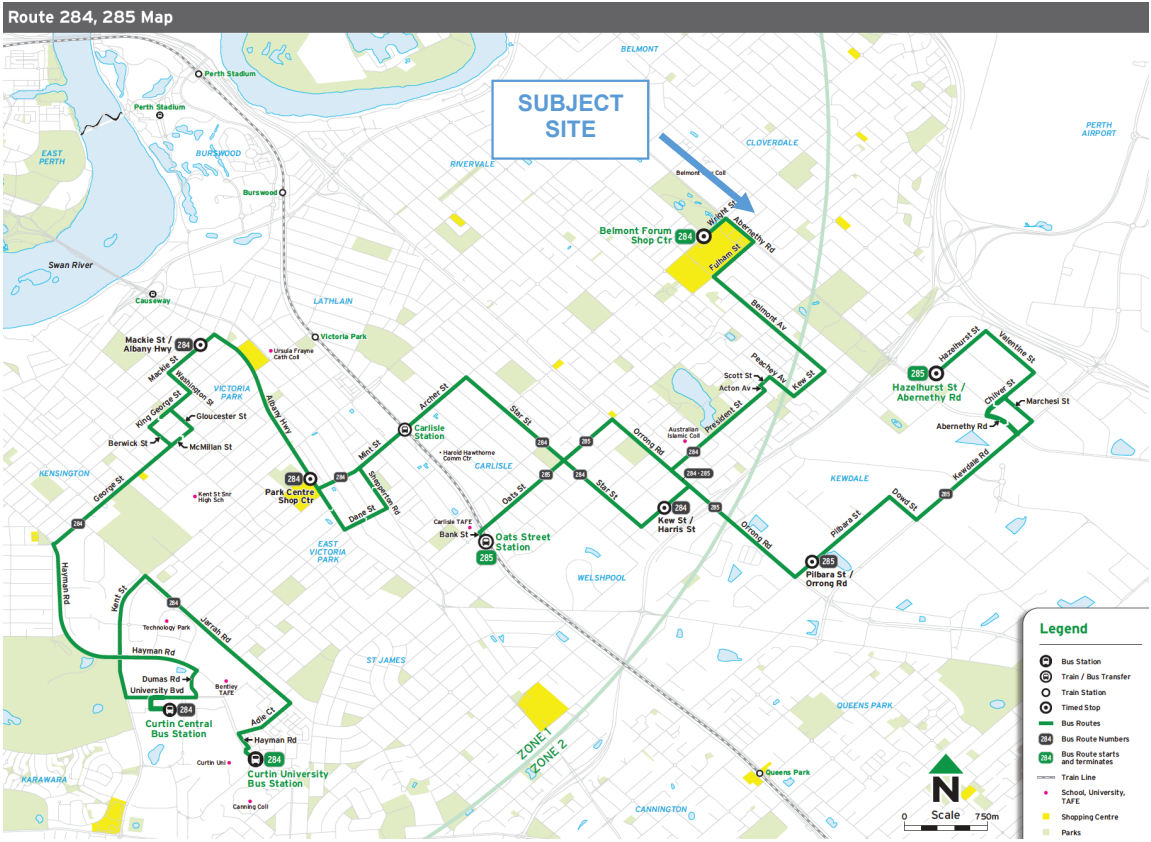 Route 284, 285 Map
BELMONT
Perth Stadium
SUBJECT
SITE
Perth Stadium
PERTH
AIRPORT
CLOVERDALE
EAST
PERTH
BURSWOOD
RIVERVALE
Burswood
Wright St
Abernethy Rd
Belmont Forum
Shop Ctr
284
Fulham St
Swan River
Causeway
LATHLAIN
Belmont Av
Victoria Park
Mackie St /
Albany Hwy
284
Ursula Frayne
Cath Coll
Hazelhurst St
Valentine St
Mackie St
Washington St
VICTORIA
PARK
Peachey Av
Scott St
Acton Av
Kew St
285
Hazelhurst St /
Abernethy Rd
Chilver St
Marchesi St
King George St
Gloucester St
Albany Hwy
Archer St
Star St
President St
Abernethy Rd
Berwick St
McMillan St
Carlisle
Station
Mint St
284
285
Orrong Rd
Australian
Islamic Coll
284
Harold Hawthorne
Comm Ctr
CARLISLE
KENSINGTON
George St
284
Park Centre
Shop Ctr
284
Shepperton Rd
285
Oats St
284
Star St
284 - 285
KEWDALE
Kewdale Rd
285
Kent St Snr
High Sch
Dane St
284
Kew St /
Harris St
285
Dowd St
Pilbara St
284
Carlisle TAFE
Bank St
Oats Street
Station
285
Orrong Rd
EAST
VICTORIA
PARK
WELSHPOOL
285
Pilbara St /
Orrong Rd
Hayman Rd
Kent St
284
Jarrah Rd
Technology Park
Hayman Rd
ST JAMES
Dumas Rd
University Bvd
Bentley
TAFE
284
Curtin Central
Bus Station
Adie Ct
Hayman Rd
QUEENS PARK
ZONE 1
ZONE 2
Curtin Uni
284
Curtin University
Bus Station
KARAWARA
Canning Coll
Queens Park
CANNINGTON
N
0 Scale 750m
Legend
Bus Station
Train / Bus Transfer
Train Station
Timed Stop
Bus Routes
284 Bus Route Numbers
284 Bus Route starts
and terminates
Train Line
School, University,
TAFE
Shopping Centre
Parks